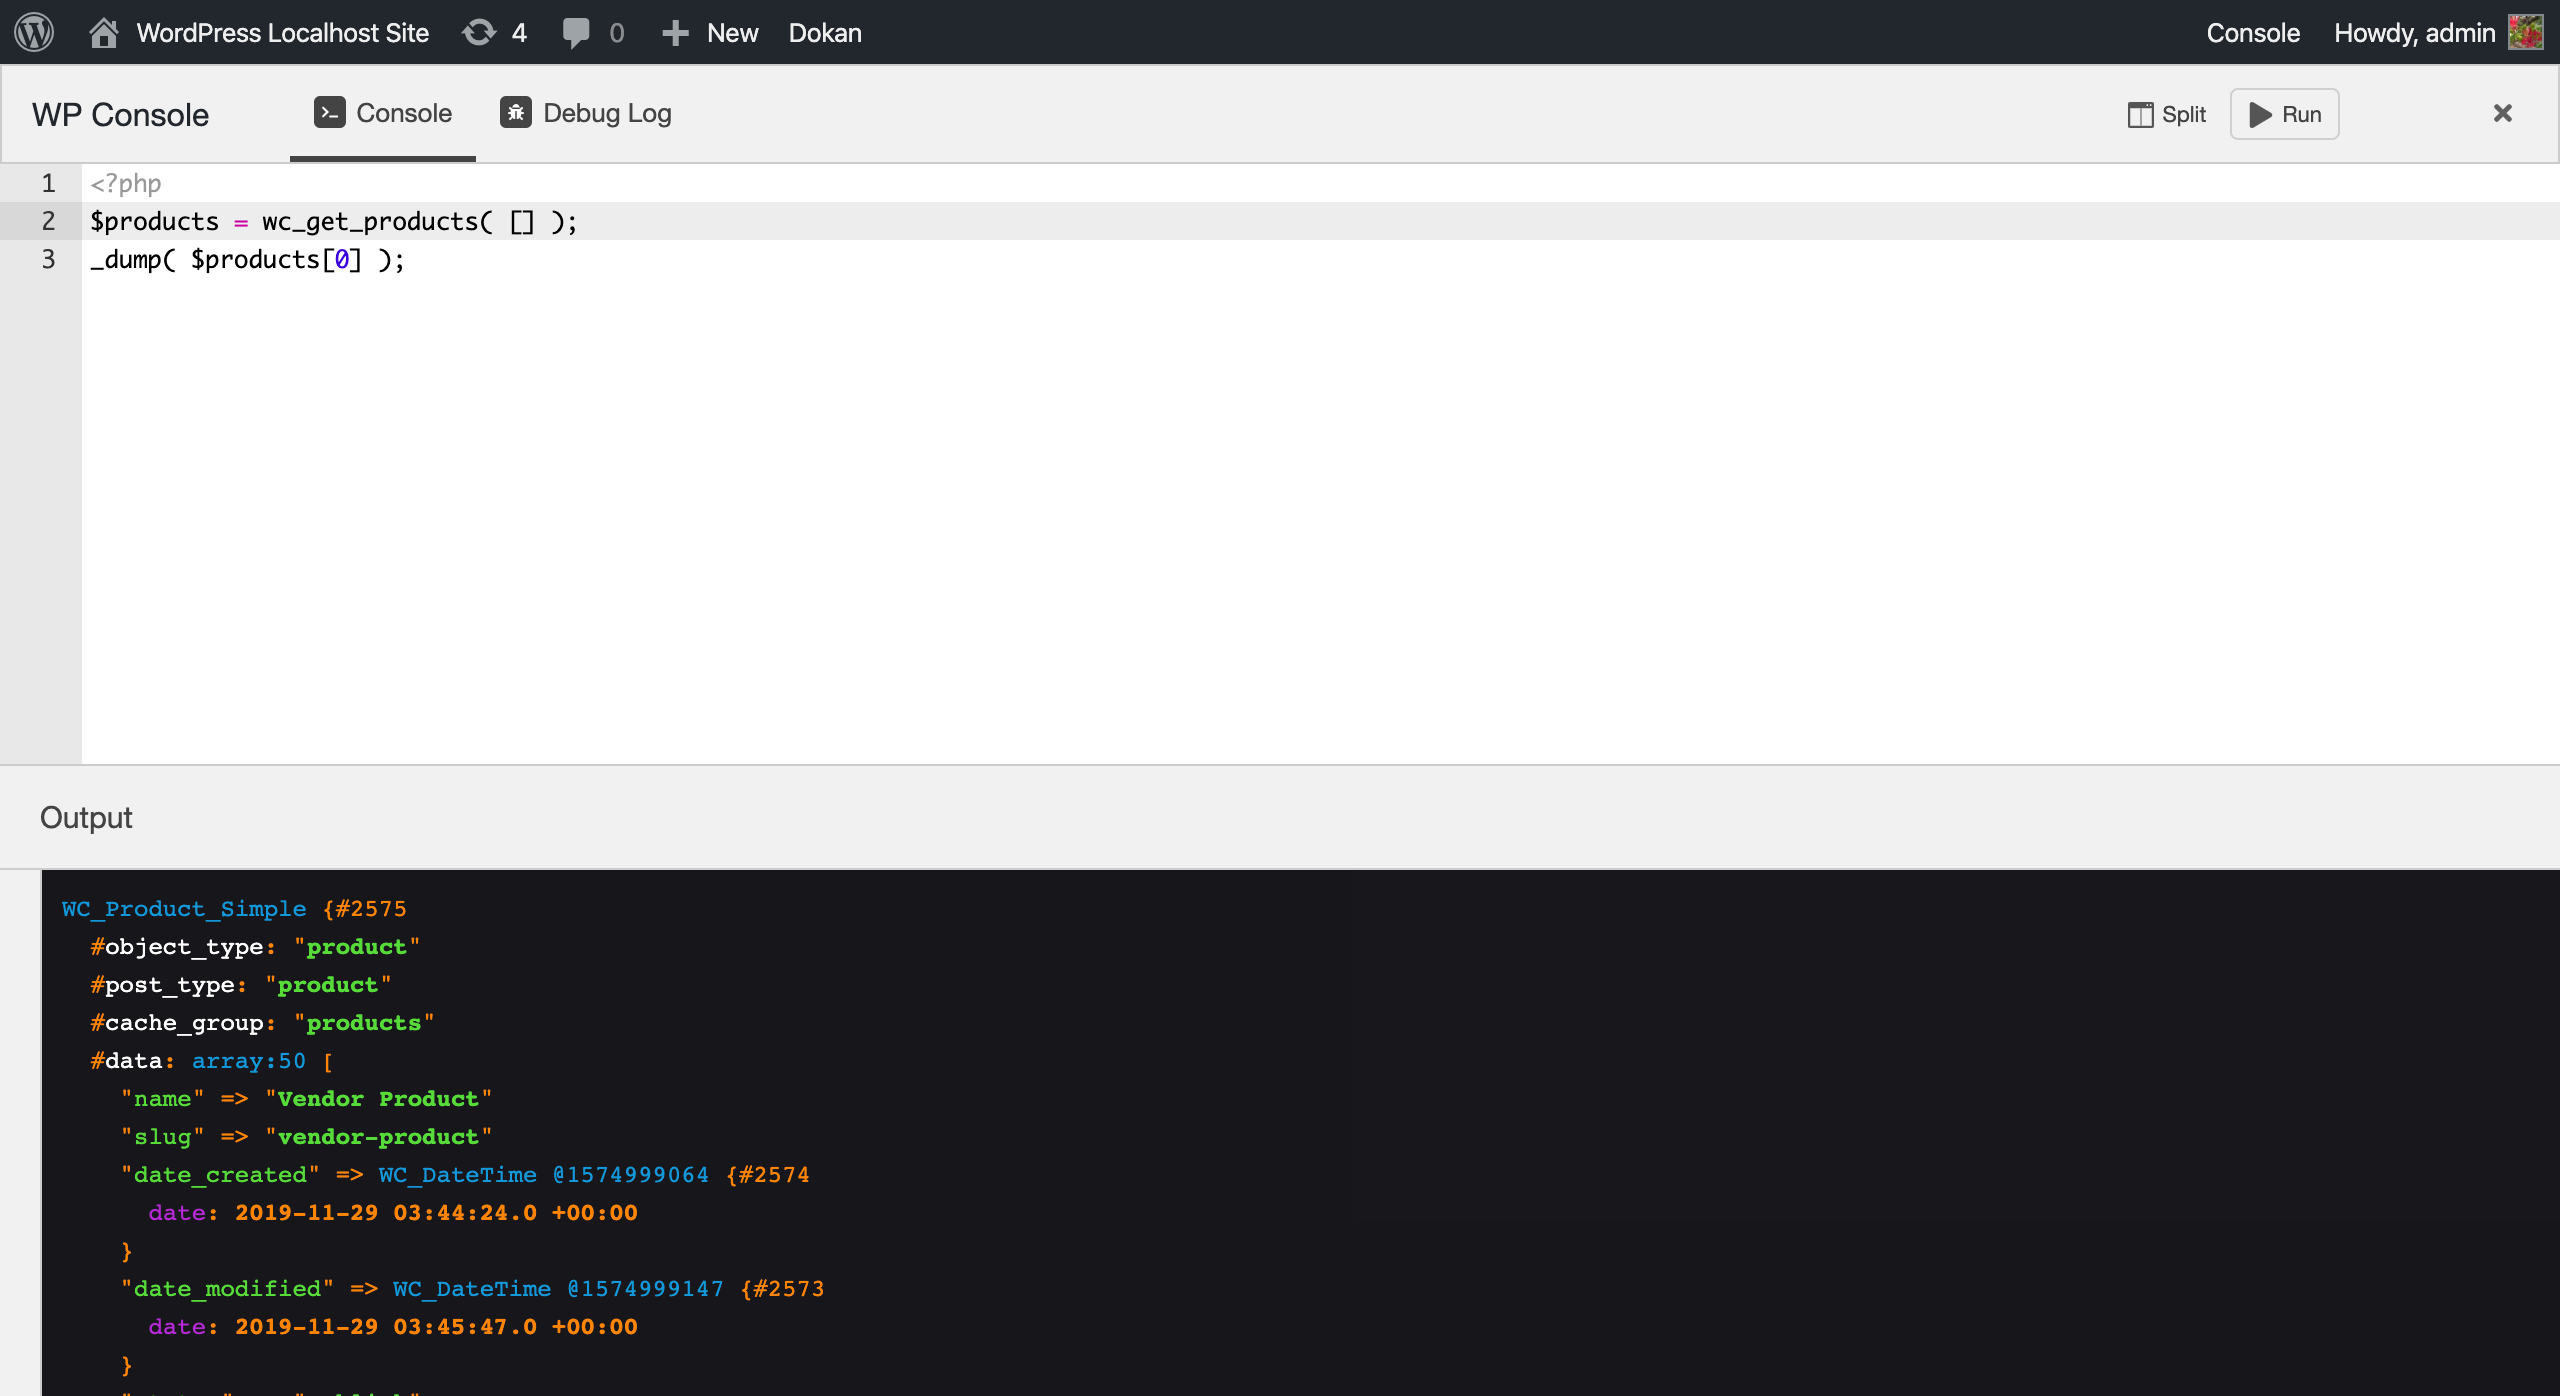 WordPress Localhost Site 4 0 New Dokan Console Howdy, admin
WP Console Console Debug Log Split Run
1 <?php
2 $products = wc_get_products( [] );
3 _dump( $products[0] );
Output
WC_Product_Simple {#2575
#object_type: "product"
#post_type: "product"
#cache_group: "products"
#data: array:50 [
"name" => "Vendor Product"
"slug" => "vendor-product"
"date_created" => WC_DateTime @1574999064 {#2574
date: 2019-11-29 03:44:24.0 +00:00
}
"date_modified" => WC_DateTime @1574999147 {#2573
date: 2019-11-29 03:45:47.0 +00:00
}